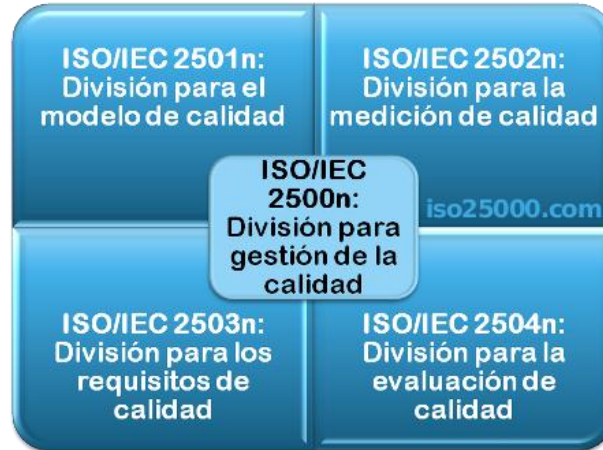 ISO/IEC 2501n:
División para el
modelo de calidad
ISO/IEC 2502n:
División para la
medición de calidad
ISO/IEC
2500n:
División para
gestión de la
calidad
iso25000.com
ISO/IEC 2503n:
División para los
requisitos de
calidad
ISO/IEC 2504n:
División para la
evaluación de
calidad